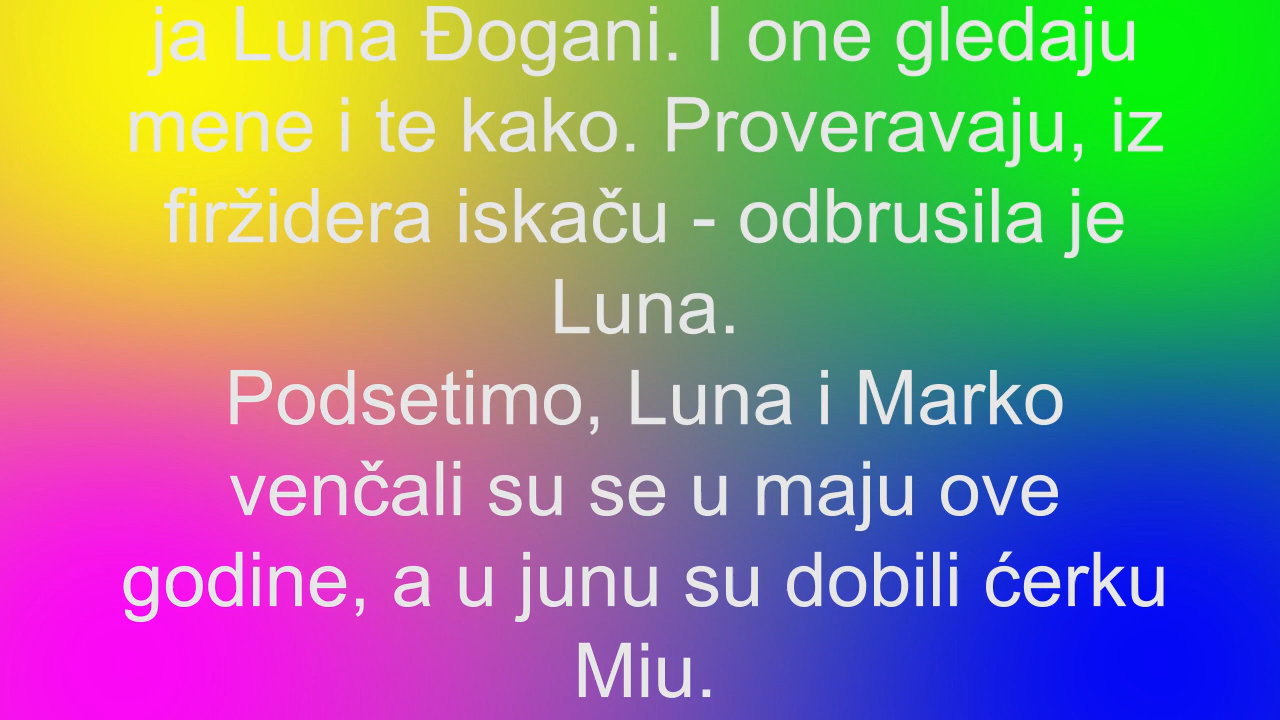 ja Luna Đogani. I one gledaju
mene i te kako. Proveravaju, iz
firžidera iskaču - odbrusila je
Luna.
Podsetimo, Luna i Marko
venčali su se u maju ove
godine, a u junu su dobili ćerku
Miu.